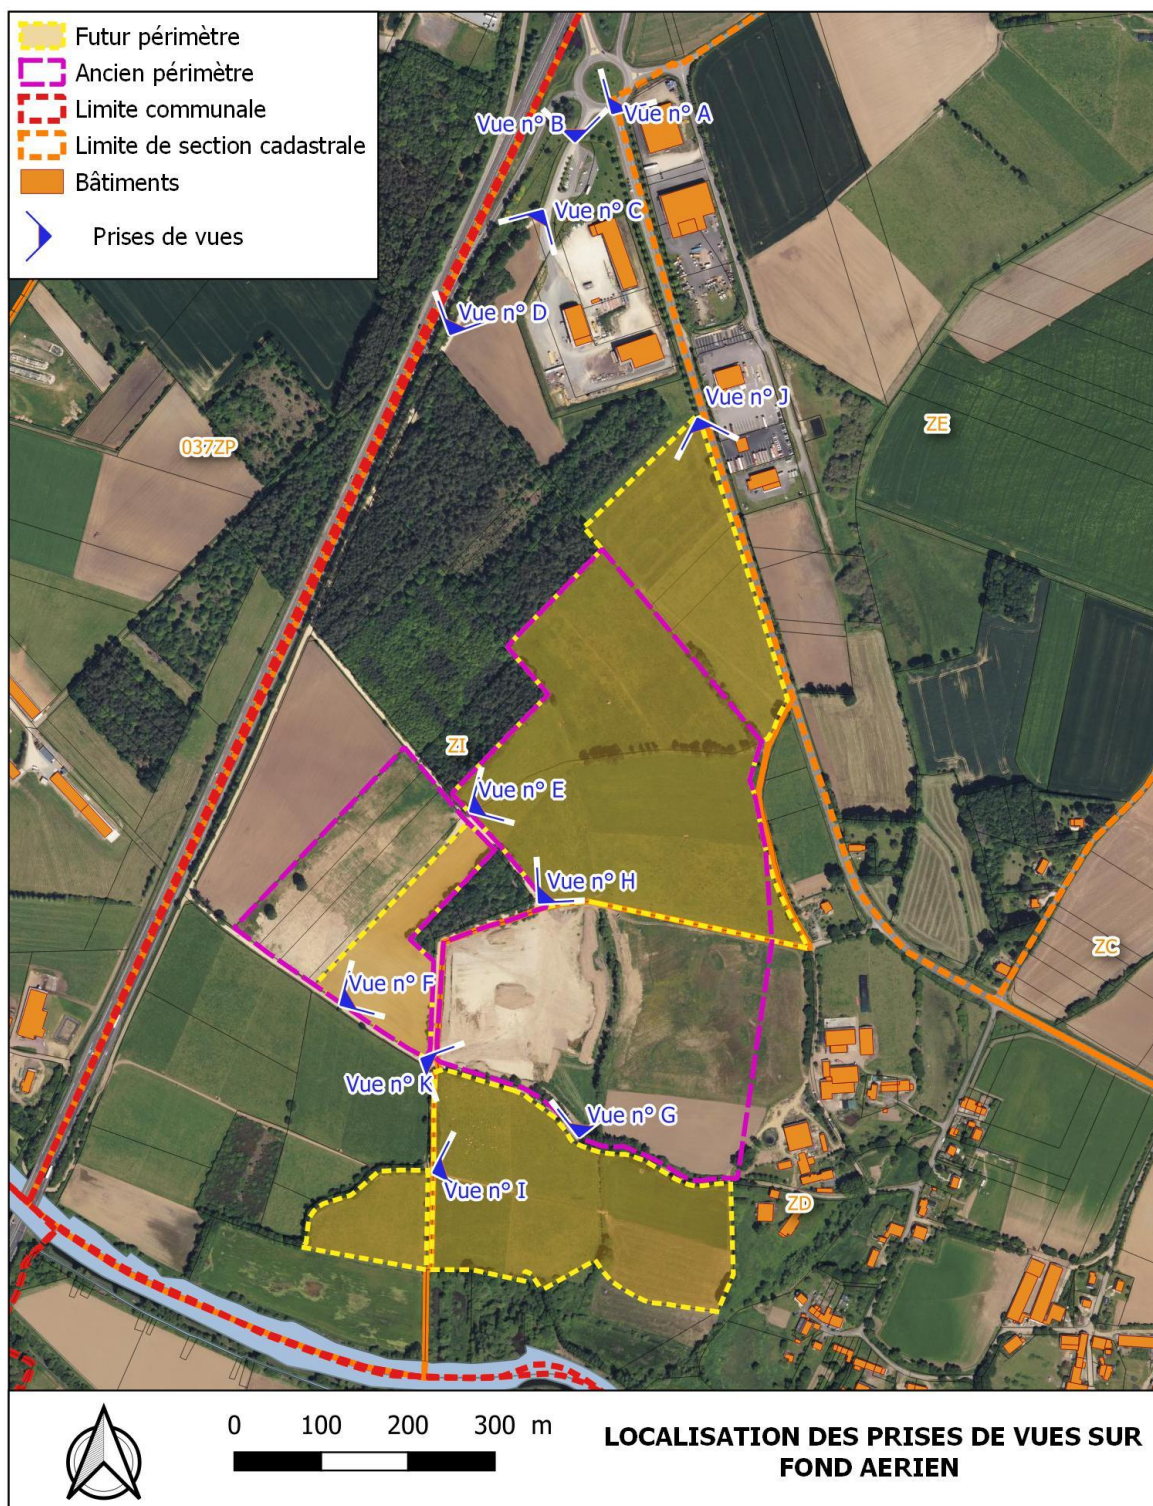 Futur périmètre
Ancien périmètre
Limite communale
Limite de section cadastrale
Bâtiments
Prises de vues
Vue n° A
Vue n° B
Vue n° C
Vue n° D
Vue n° J
ZE
037ZP
ZI
Vue n° E
Vue n° H
ZC
Vue n° F
Vue n° K
Vue n° G
Vue n° I
ZD
0 100 200 300 m
LOCALISATION DES PRISES DE VUES SUR
FOND AERIEN